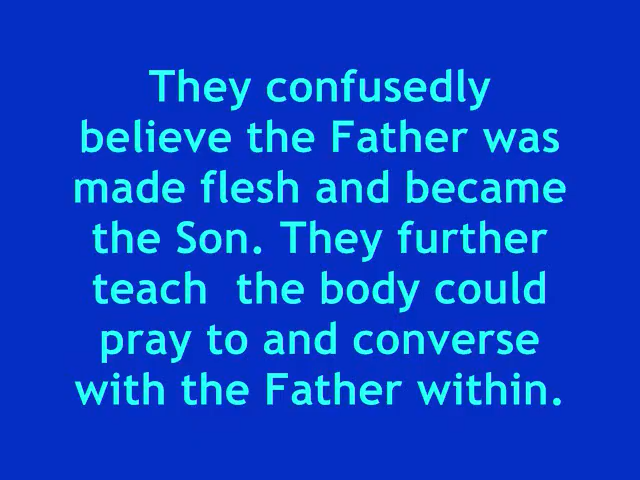 They confusedly
believe the Father was
made flesh and became
the Son. They further
teach  the body could
pray to and converse
with the Father within.